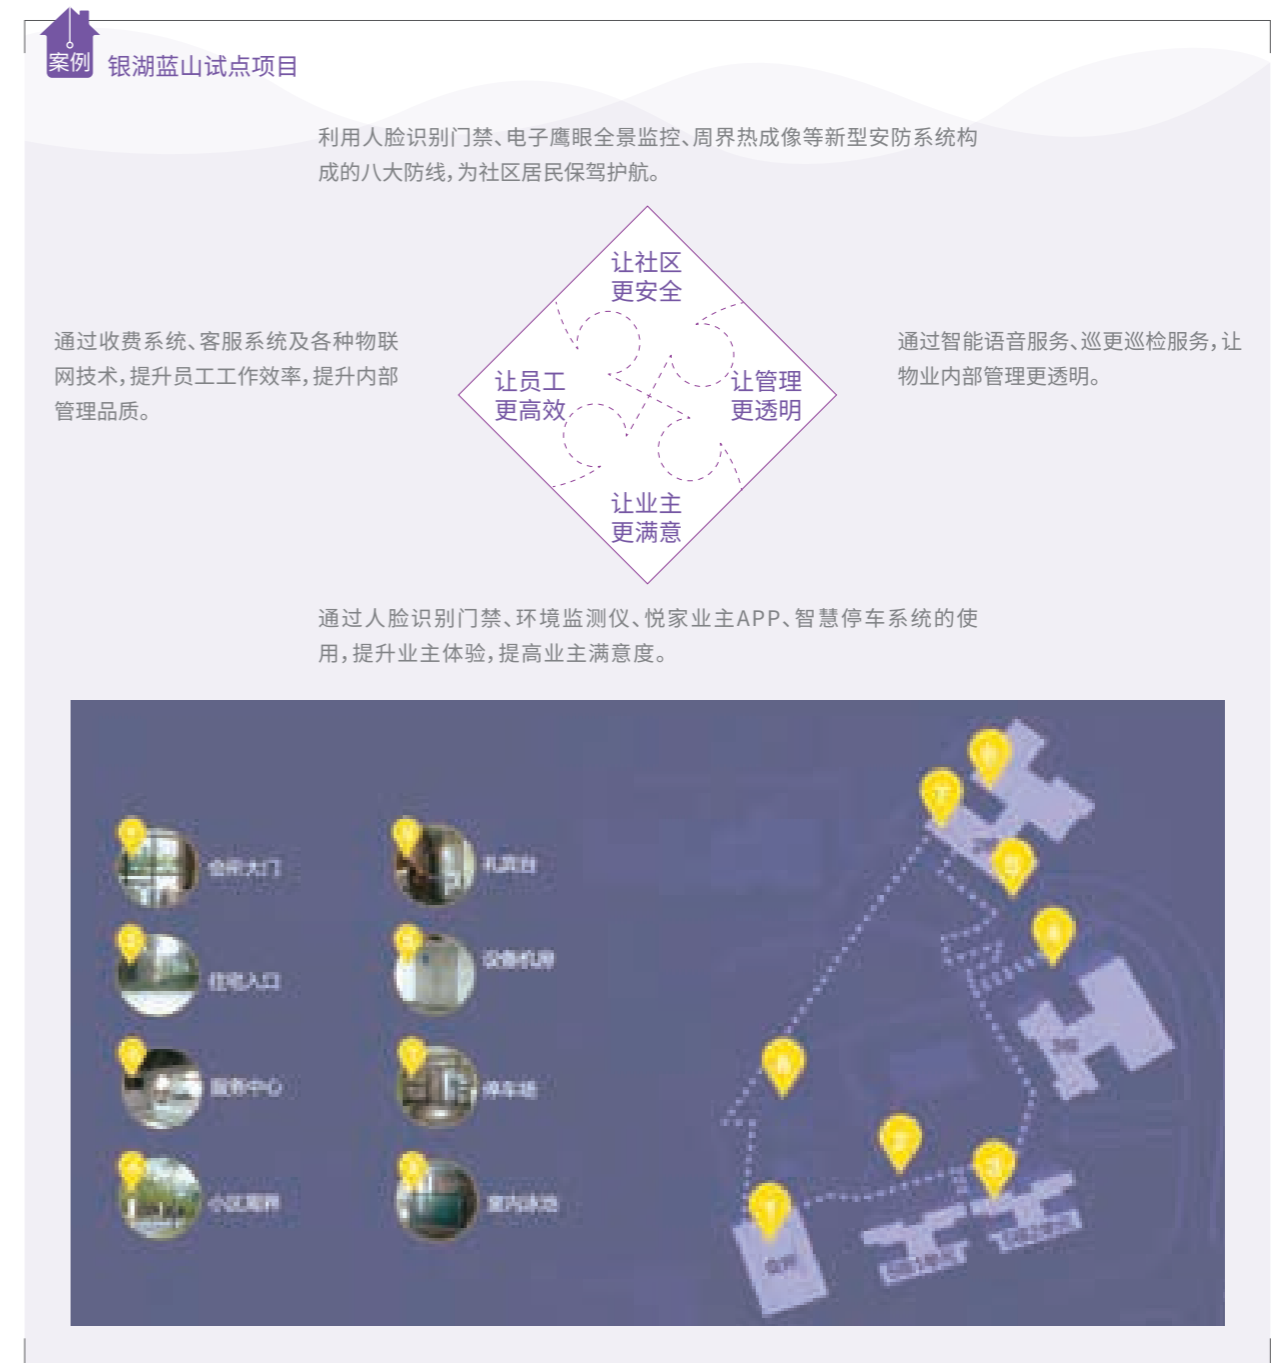 案例
银湖蓝山试点项目
利用人脸识别门禁、电子鹰眼全景监控、周界热成像等新型安防系统构
成的八大防线,为社区居民保驾护航。
让社区
更安全
通过收费系统、客服系统及各种物联
网技术,提升员工工作效率,提升内部
管理品质。
让员工
更高效
让管理
更透明
通过智能语音服务、巡更巡检服务,让
物业内部管理更透明。
让业主
更满意
通过人脸识别门禁、环境监测仪、悦家业主APP、智慧停车系统的使
用,提升业主体验,提高业主满意度。
会所大门
礼宾台
住宅入口
设备机房
服务中心
停车场
小区周界
室内泳池
7
5
4
2
3
1